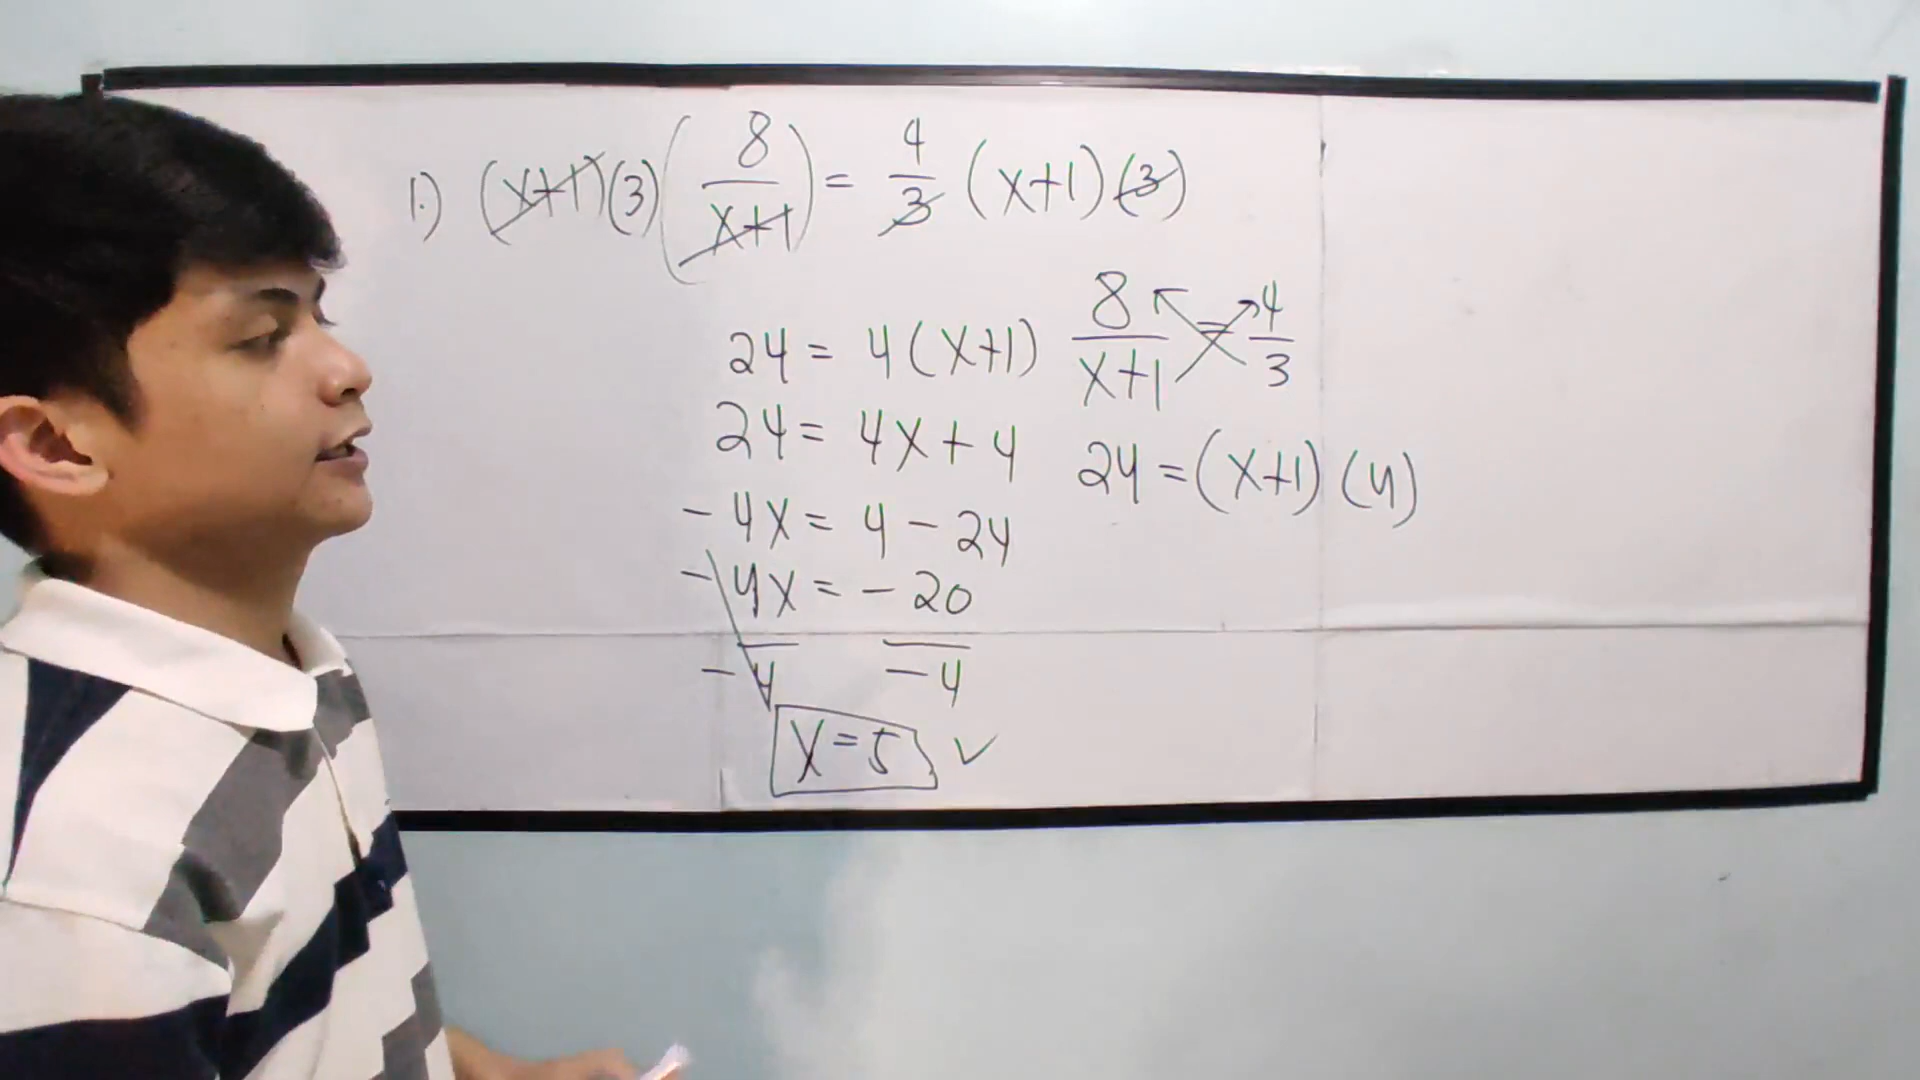 1.) (x+1)(3)(8/x+1) = 4/3 (x+1)(3)
24 = 4(x+1)
24 = 4x + 4
- 4x = 4 - 24
- 4x = - 20
- 4 - 4
x = 5 ✓
8/x+1 = 4/3
24 = (x+1)(4)